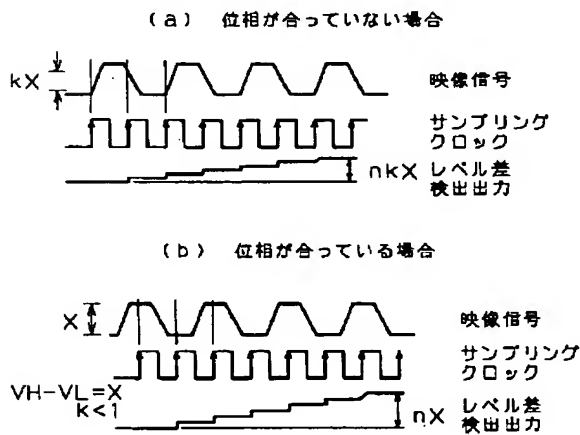 (a) 位相が合っていない場合
kX
映像信号
サンプリング
クロック
nkX レベル差
検出出力
(b) 位相が合っている場合
X
映像信号
サンプリング
クロック
VH-VL=X
k<1
nX レベル差
検出出力